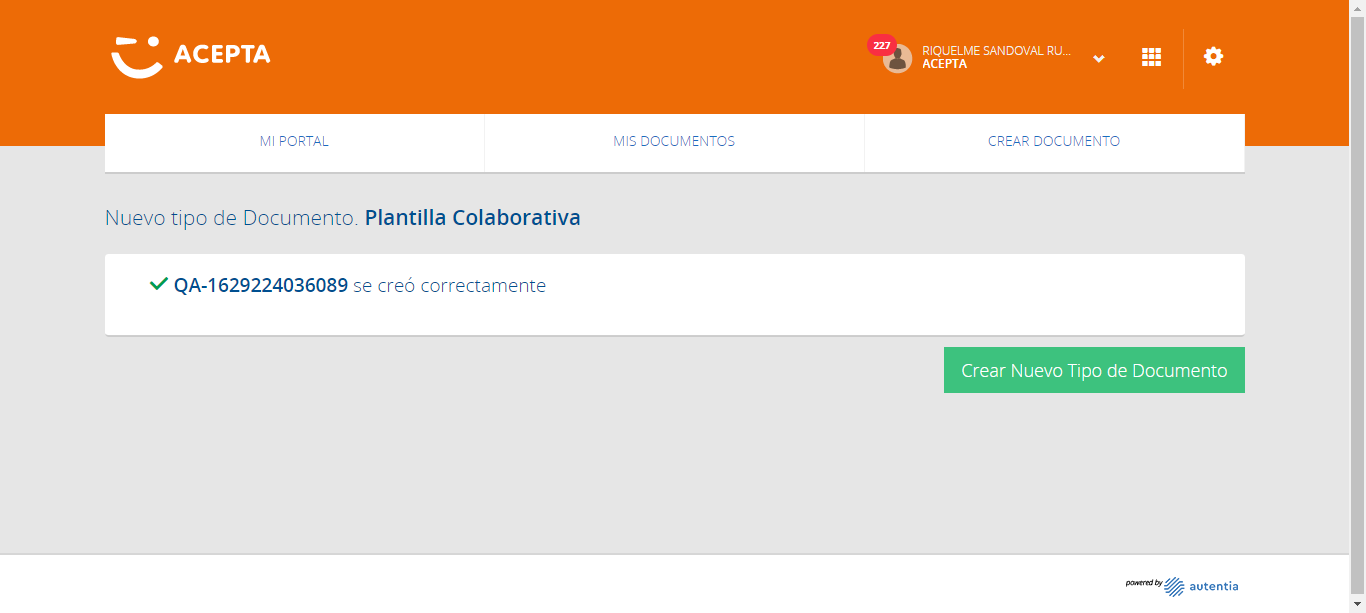 ACEPTA
227
RIQUELME SANDOVAL RU...
ACEPTA
MI PORTAL
MIS DOCUMENTOS
CREAR DOCUMENTO
Nuevo tipo de Documento. Plantilla Colaborativa
QA-1629224036089 se creó correctamente
Crear Nuevo Tipo de Documento
powered by autentia